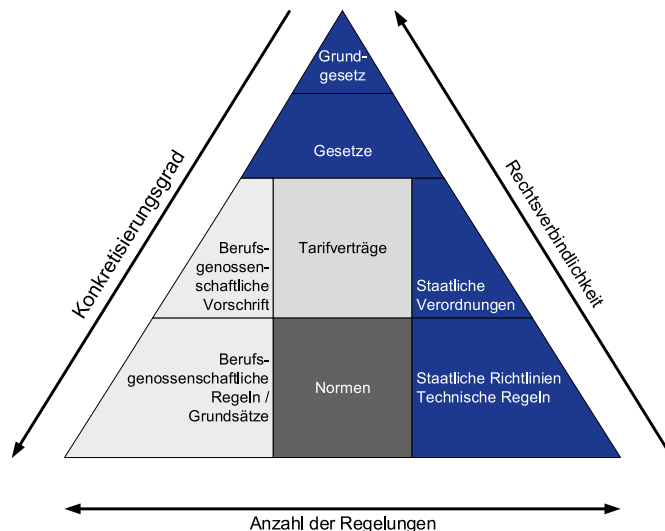 Grund-
gesetz
Gesetze
Konkretisierungsgrad
Rechtsverbindlichkeit
Berufs-
genossen-
schaftliche
Vorschrift
Tarifverträge
Staatliche
Verordnungen
Berufs-
genossenschaftliche
Regeln /
Grundsätze
Normen
Staatliche Richtlinien
Technische Regeln
Anzahl der Regelungen